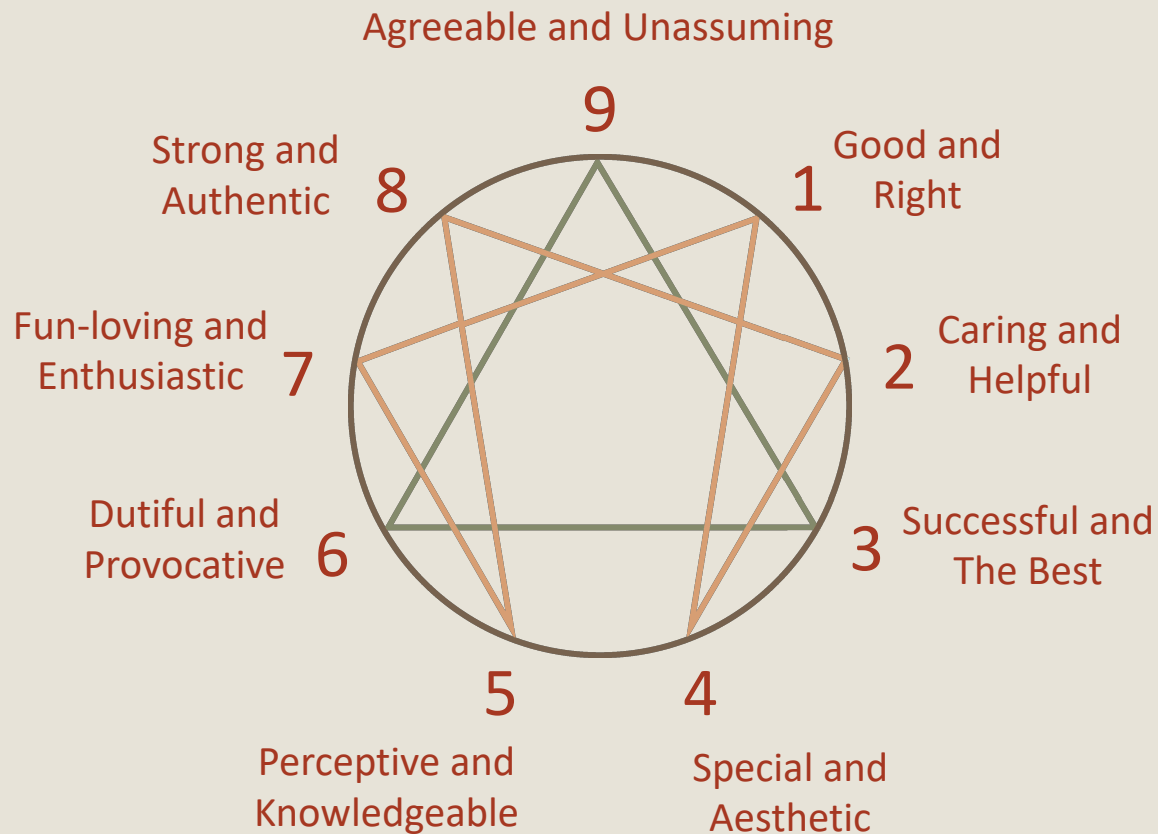 Agreeable and Unassuming
9
Good and
Right
1
Caring and
Helpful
2
Successful and
The Best
3
Special and
Aesthetic
4
Perceptive and
Knowledgeable
5
Dutiful and
Provocative
6
Fun-loving and
Enthusiastic
7
Strong and
Authentic
8